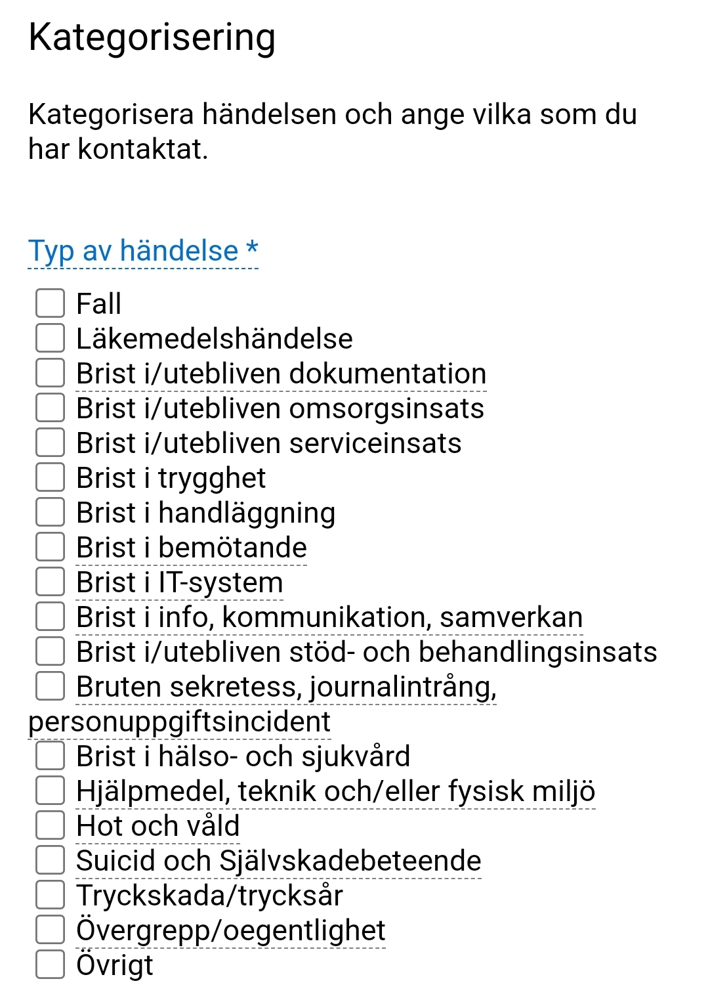 Kategorisering
Kategorisera händelsen och ange vilka som du
har kontaktat.
Typ av händelse *
Fall
Läkemedelshändelse
Brist i/utebliven dokumentation
Brist i/utebliven omsorgsinsats
Brist i/utebliven serviceinsats
Brist i trygghet
Brist i handläggning
Brist i bemötande
Brist i IT-system
Brist i info, kommunikation, samverkan
Brist i/utebliven stöd- och behandlingsinsats
Bruten sekretess, journalintrång,
personuppgiftsincident
Brist i hälso- och sjukvård
Hjälpmedel, teknik och/eller fysisk miljö
Hot och våld
Suicid och Självskadebeteende
Tryckskada/trycksår
Övergrepp/oegentlighet
Övrigt